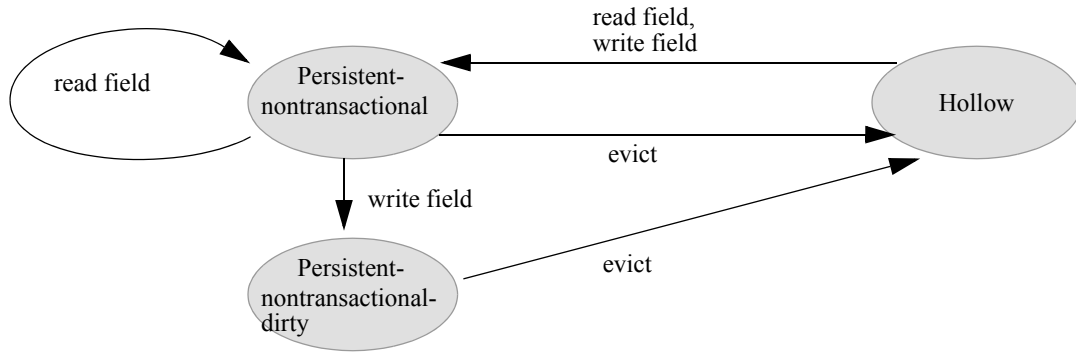 read field,
write field
read field
Persistent-
nontransactional
Hollow
evict
write field
evict
Persistent-
nontransactional-
dirty